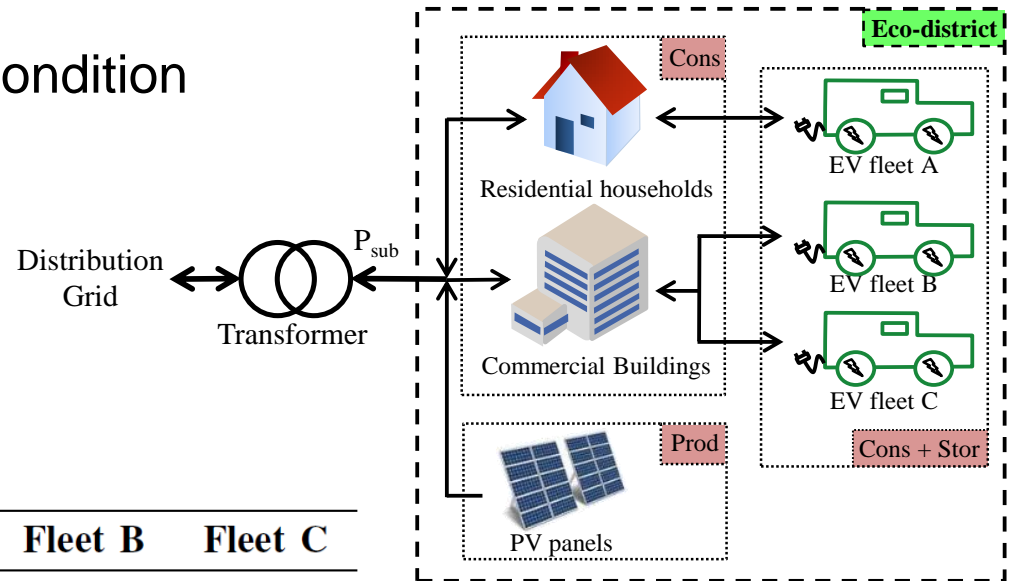 ondition
Eco-district
Cons
EV fleet A
Residential households
P_sub
Distribution
Grid
Transformer
EV fleet B
Commercial Buildings
EV fleet C
Prod
Cons + Stor
PV panels
Fleet B Fleet C